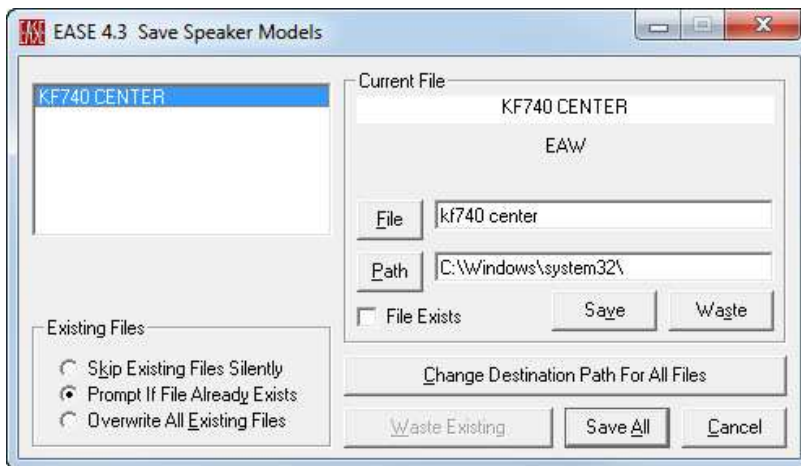 EASE 4.3 Save Speaker Models
KF740 CENTER
Current File
KF740 CENTER
EAW
File
kf740 center
Path
C:\Windows\system32\
File Exists
Save
Waste
Existing Files
Skip Existing Files Silently
Prompt If File Already Exists
Overwrite All Existing Files
Change Destination Path For All Files
Waste Existing
Save All
Cancel